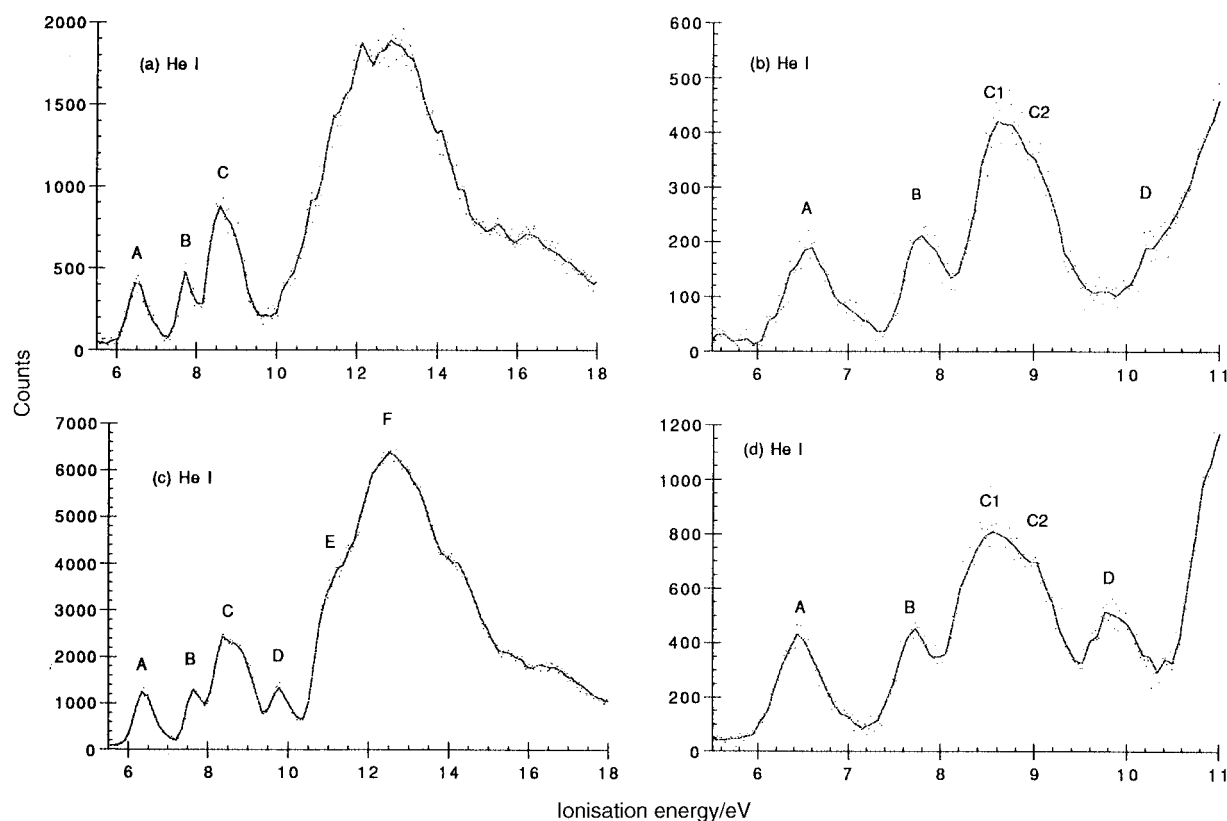 2000
1500
1000
500
0
(a) He I
A
B
C
6 8 10 12 14 16 18
600
500
400
300
200
100
0
(b) He I
A
B
C1
C2
D
6 7 8 9 10 11
Counts
7000
6000
5000
4000
3000
2000
1000
0
(c) He I
A
B
C
D
E
F
6 8 10 12 14 16 18
1200
1000
800
600
400
200
0
(d) He I
A
B
C1
C2
D
6 7 8 9 10 11
Ionisation energy/eV